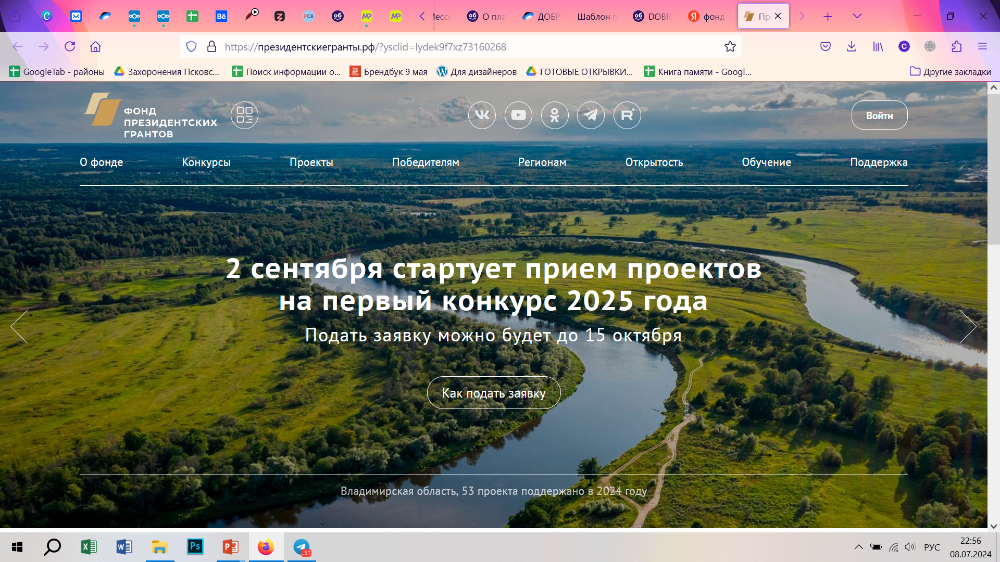 О пла
ДОБР
Шаблон п
DOBR
фонд
https://президентскиегранты.рф/?ysclid=lydek9f7xz73160268
GoogleTab - районы
Захоронения Псковс...
Поиск информации о...
Брендбук 9 мая
Для дизайнеров
ГОТОВЫЕ ОТКРЫВКИ...
Книга памяти - Googl...
Другие закладки
ФОНД
ПРЕЗИДЕНТСКИХ
ГРАНТОВ
Войти
О фонде
Конкурсы
Проекты
Победителям
Регионам
Открытость
Обучение
Поддержка
2 сентября стартует прием проектов
на первый конкурс 2025 года
Подать заявку можно будет до 15 октября
Как подать заявку
Владимирская область, 53 проекта поддержано в 2024 году
РУС
22:56
08.07.2024